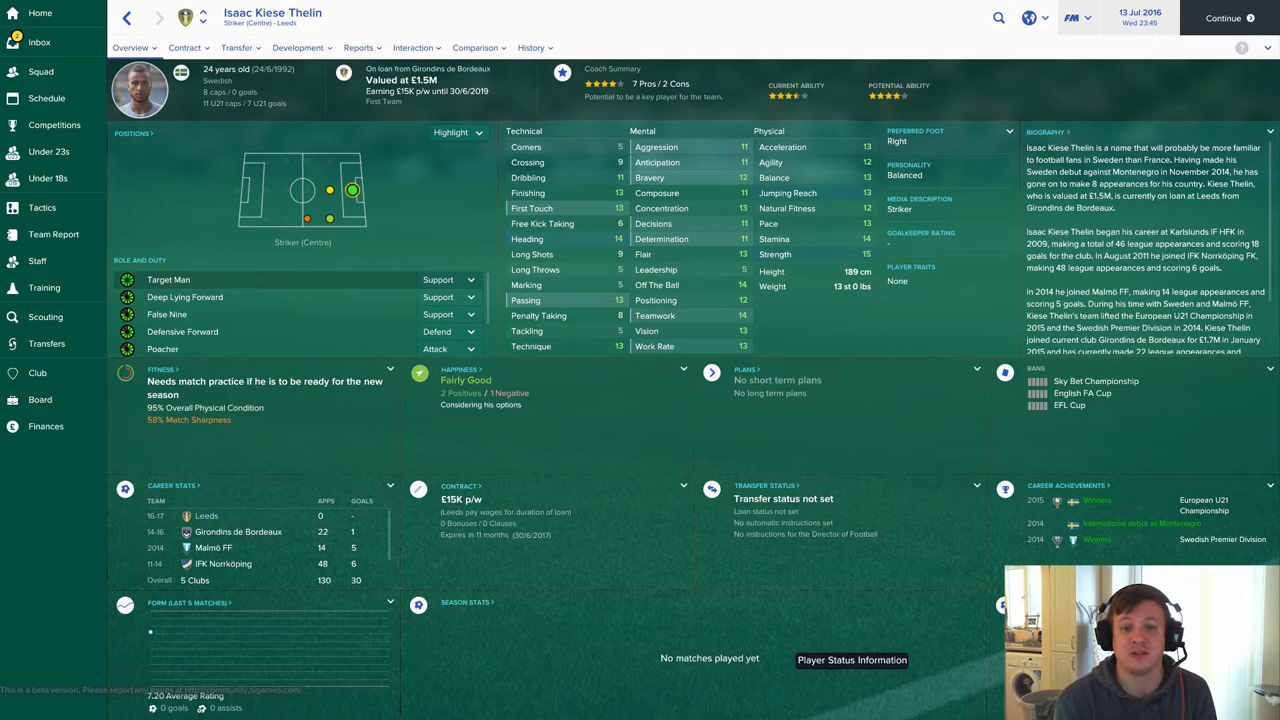 Isaac Kiese Thelin
Striker (Centre) - Leeds
FM
13 Jul 2016
Wed 23:45
Continue
Home
2
Inbox
Squad
Schedule
Competitions
Under 23s
Under 18s
Tactics
Team Report
Staff
Training
Scouting
Transfers
Club
Board
Finances
Overview
Contract
Transfer
Development
Reports
Interaction
Comparison
History
?
24 years old (24/6/1992)
Swedish
8 caps / 0 goals
11 U21 caps / 7 U21 goals
On loan from Girondins de Bordeaux
Valued at £1.5M
Earning £15K p/w until 30/6/2019
First Team
Coach Summary
7 Pros / 2 Cons
Potential to be a key player for the team.
CURRENT ABILITY
POTENTIAL ABILITY
POSITIONS >
Highlight
Striker (Centre)
ROLE AND DUTY
Target Man Support
Deep Lying Forward Support
False Nine Support
Defensive Forward Defend
Poacher Attack
Technical
Corners 5
Crossing 9
Dribbling 11
Finishing 13
First Touch 13
Free Kick Taking 6
Heading 14
Long Shots 9
Long Throws 5
Marking 5
Passing 13
Penalty Taking 8
Tackling 5
Technique 13
Mental
Aggression 11
Anticipation 11
Bravery 12
Composure 11
Concentration 13
Decisions 11
Determination 11
Flair 13
Leadership 5
Off The Ball 14
Positioning 12
Teamwork 14
Vision 13
Work Rate 13
Physical
Acceleration 13
Agility 12
Balance 13
Jumping Reach 13
Natural Fitness 12
Pace 13
Stamina 14
Strength 15
Height 189 cm
Weight 13 st 0 lbs
PREFERRED FOOT
Right
PERSONALITY
Balanced
MEDIA DESCRIPTION
Striker
GOALKEEPER RATING
-
PLAYER TRAITS
None
BIOGRAPHY >
Isaac Kiese Thelin is a name that will probably be more familiar
to football fans in Sweden than France. Having made his
Swedish debut against Montenegro in November 2014, he
has gone on to make 8 appearances for his country. Kiese Thelin,
who is valued at £1.5M, is currently on loan at Leeds from
Girondins de Bordeaux.
Isaac Kiese Thelin began his career at Karlslunds IF HFK in
2009, making a total of 46 league appearances and scoring 18
goals for the club. In August 2011 he joined IFK Norrköping FK,
making 48 league appearances and scoring 6 goals.
In 2014 he joined Malmö FF, making 14 league appearances and
scoring 5 goals. During his time with Sweden and Malmö FF,
Kiese Thelin's team lifted the European U21 Championship in
2015 and the Swedish Premier Division in 2014. Kiese Thelin
joined current club Girondins de Bordeaux for £1.7M in January
2015 and has currently made 22 league appearances and
FITNESS >
Needs match practice if he is to be ready for the new
season
95% Overall Physical Condition
58% Match Sharpness
HAPPINESS >
Fairly Good
2 Positives / 1 Negative
Considering his options
PLANS >
No short term plans
No long term plans
BANS
Sky Bet Championship
English FA Cup
EFL Cup
CAREER STATS >
TEAM APPS GOALS
16-17 Leeds 0 -
14-16 Girondins de Bordeaux 22 1
2014 Malmö FF 14 5
11-14 IFK Norrköping 48 6
Overall 5 Clubs 130 30
CONTRACT >
£15K p/w
(Leeds pay wages for duration of loan)
0 Bonuses / 0 Clauses
Expires in 11 months (30/6/2017)
TRANSFER STATUS >
Transfer status not set
Loan status not set
No automatic instructions set
No instructions for the Director of Football
CAREER ACHIEVEMENTS >
2015 Winners European U21
Championship
2014 International debut vs Montenegro
2014 Winners Swedish Premier Division
FORM (LAST 5 MATCHES) >
7.20 Average Rating
0 goals 0 assists
SEASON STATS >
No matches played yet
Player Status Information
This is a beta version. Please report any issues at http://community.sigames.com/